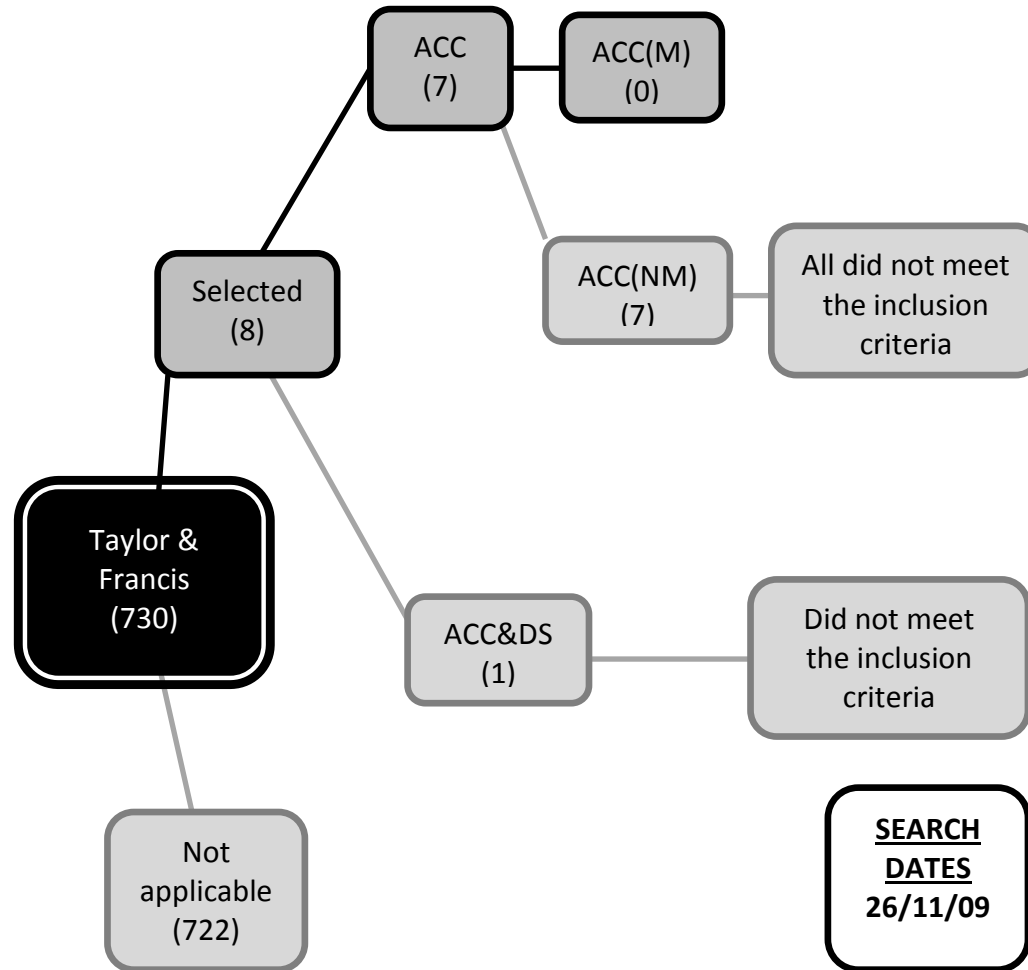 ACC
(7)
ACC(M)
(0)
Selected
(8)
ACC(NM)
(7)
All did not meet
the inclusion
criteria
Taylor &
Francis
(730)
ACC&DS
(1)
Did not meet
the inclusion
criteria
Not
applicable
(722)
SEARCH
DATES
26/11/09